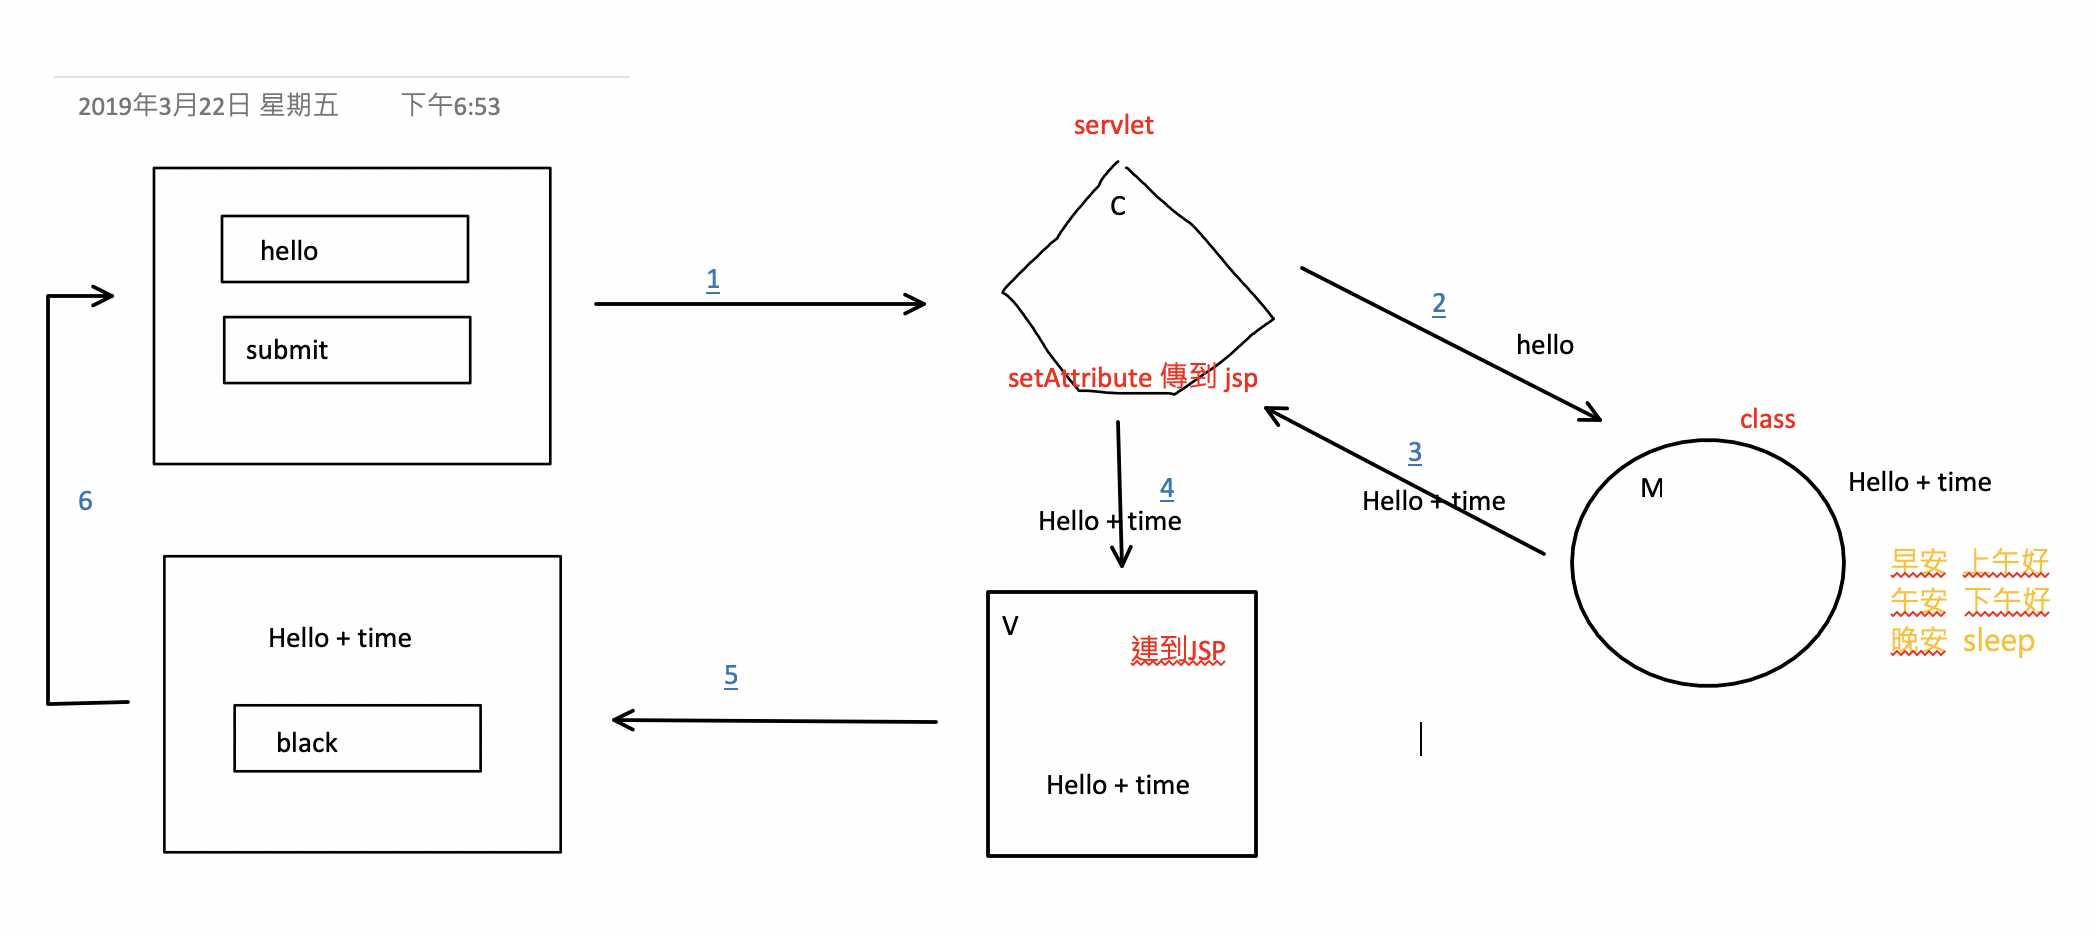 2019年3月22日 星期五 下午6:53
servlet
C
hello
submit
1
setAttribute 傳到 jsp
2
hello
3
Hello + time
class
M
Hello + time
早安 上午好
午安 下午好
晚安 sleep
4
Hello + time
V
連到JSP
Hello + time
5
Hello + time
black
6